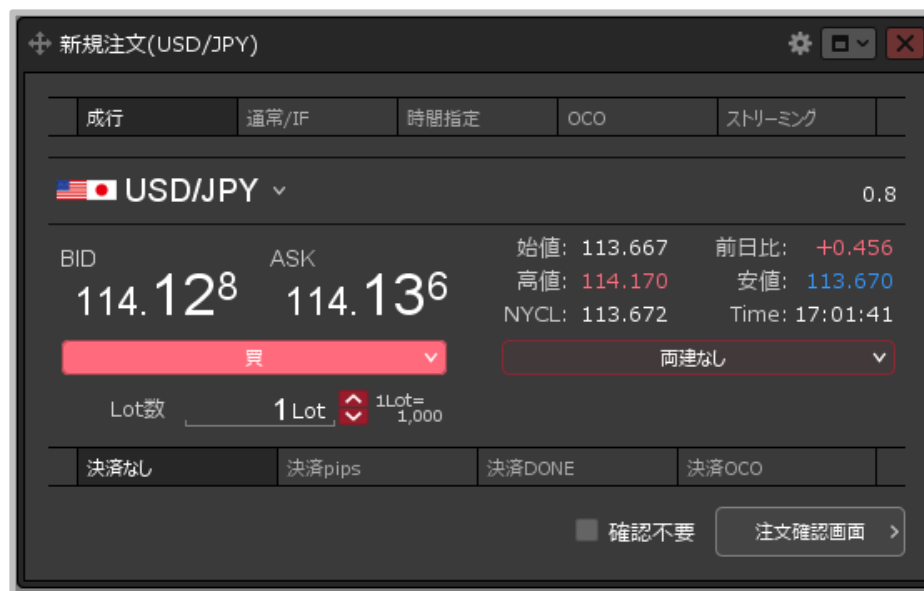 新規注文(USD/JPY)
成行 通常/IF 時間指定 OCO ストリーミング
USD/JPY 0.8
BID ASK 始値: 113.667 前日比: +0.456
114.128 114.136 高値: 114.170 安値: 113.670
NYCL: 113.672 Time: 17:01:41
買 両建なし
Lot数 1 Lot 1Lot=
1,000
決済なし 決済pips 決済DONE 決済OCO
確認不要 注文確認画面